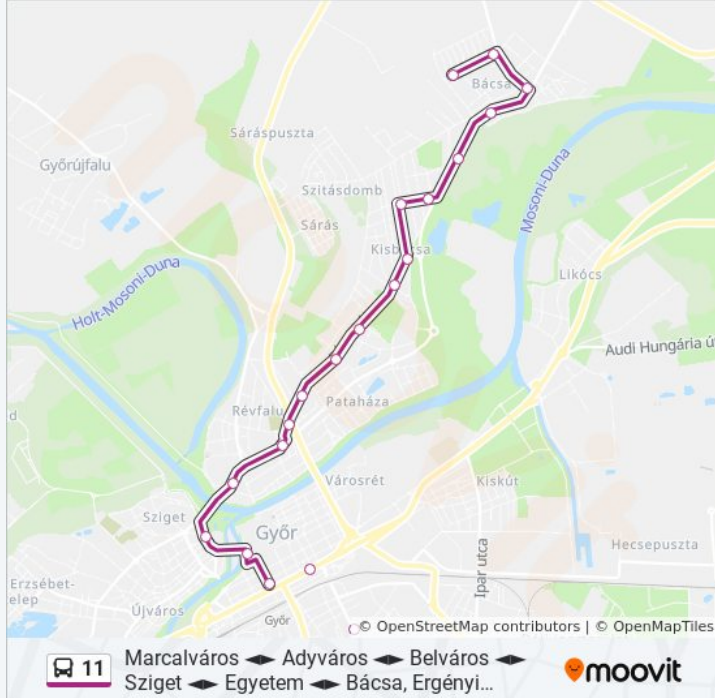 Bácsa
Sáráspuszta
Győrújfalu
Szitásdomb
Mosoni-Duna
Sárás
Kisbácsa
Likócs
Holt-Mosoni-Duna
Audi Hungária ú
d
Révfalu
Pataháza
Városrét
Kiskút
Sziget
Győr
Ipar utca
Hecsepuszta
Erzsébet-
elep
Újváros
Győr
© OpenStreetMap contributors | © OpenMapTiles
11
Marcalváros ◄► Adyváros ◄► Belváros ◄►
Sziget ◄► Egyetem ◄► Bácsa, Ergényi...
moovit